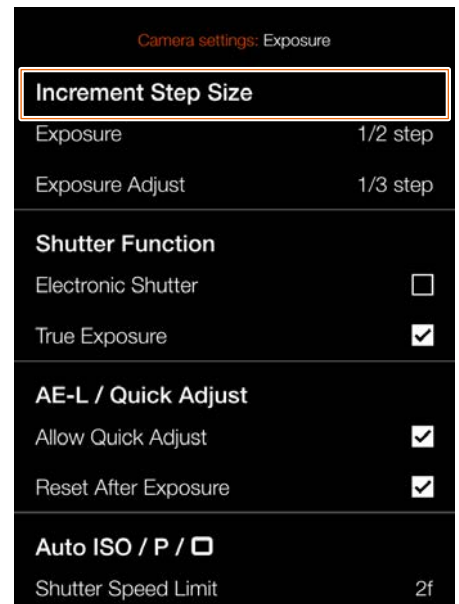 Camera settings: Exposure
Increment Step Size
Exposure 1/2 step
Exposure Adjust 1/3 step
Shutter Function
Electronic Shutter
True Exposure
AE-L / Quick Adjust
Allow Quick Adjust
Reset After Exposure
Auto ISO / P /
Shutter Speed Limit 2f